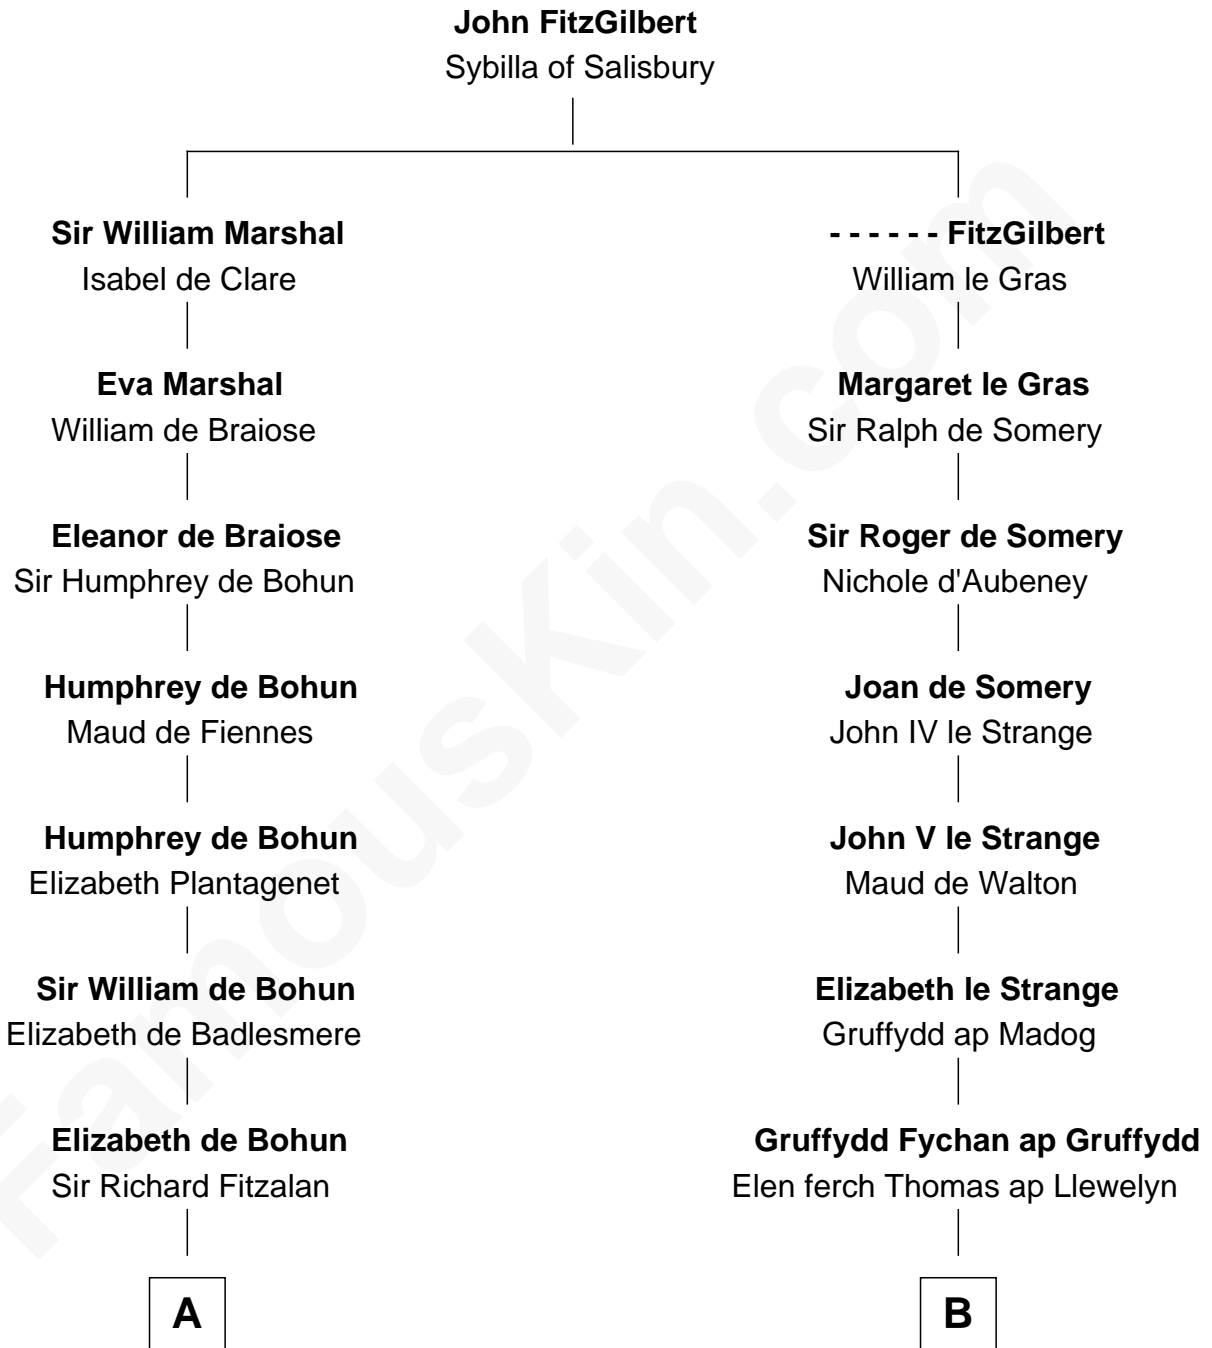 John FitzGilbert
Sybilla of Salisbury
Sir William Marshal
Isabel de Clare
- - - - - - FitzGilbert
William le Gras
Eva Marshal
William de Braiose
Margaret le Gras
Sir Ralph de Somery
Eleanor de Braiose
Sir Humphrey de Bohun
Sir Roger de Somery
Nichole d'Aubeney
Humphrey de Bohun
Maud de Fiennes
Joan de Somery
John IV le Strange
Humphrey de Bohun
Elizabeth Plantagenet
John V le Strange
Maud de Walton
Sir William de Bohun
Elizabeth de Badlesmere
Elizabeth le Strange
Gruffydd ap Madog
Elizabeth de Bohun
Sir Richard Fitzalan
Gruffydd Fychan ap Gruffydd
Elen ferch Thomas ap Llewelyn
A
B
FamousKin.com